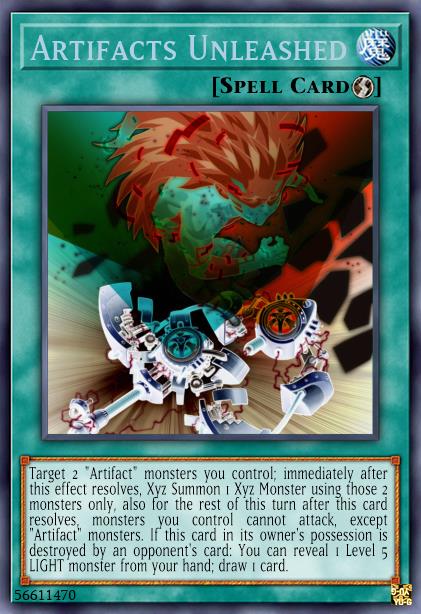 Artifacts Unleashed
魔
[Spell Card]
Target 2 "Artifact" monsters you control; immediately after
this effect resolves, Xyz Summon 1 Xyz Monster using those 2
monsters only, also for the rest of this turn after this card
resolves, monsters you control cannot attack, except
"Artifact" monsters. If this card in its owner's possession is
destroyed by an opponent's card: You can reveal 1 Level 5
LIGHT monster from your hand; draw 1 card.
56611470